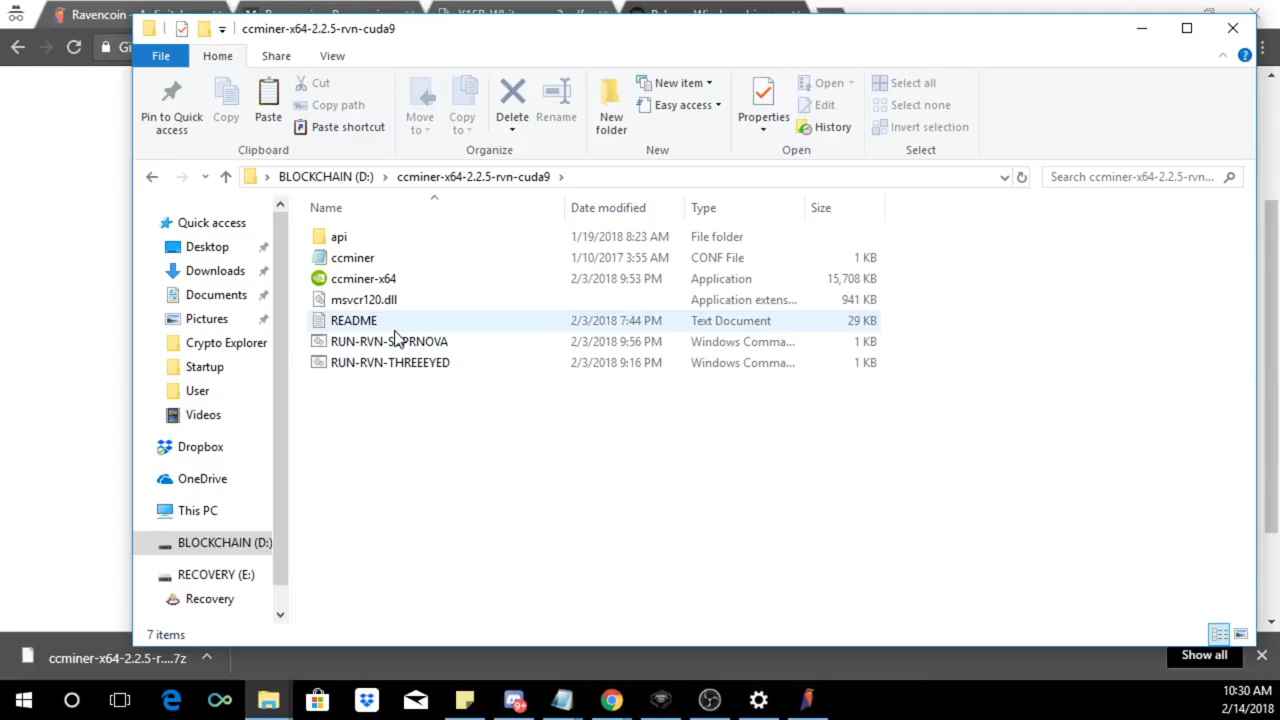 Ravencoin
ccminer-x64-2.2.5-rvn-cuda9
File Home Share View
Pin to Quick access
Copy
Paste
Cut
Copy path
Paste shortcut
Move to
Copy to
Delete
Rename
New folder
New item
Easy access
Properties
Open
Edit
History
Select all
Select none
Invert selection
Clipboard Organize New Open Select
BLOCKCHAIN (D:) ccminer-x64-2.2.5-rvn-cuda9
Search ccminer-x64-2.2.5-rvn...
Name Date modified Type Size
api 1/19/2018 8:23 AM File folder
ccminer 1/10/2017 3:55 AM CONF File 1 KB
ccminer-x64 2/3/2018 9:53 PM Application 15,708 KB
msvcr120.dll Application extens... 941 KB
README 2/3/2018 7:44 PM Text Document 29 KB
2/3/2018 9:56 PM Windows Comma... 1 KB
RUN-RVN-THREEEYED 2/3/2018 9:16 PM Windows Comma... 1 KB
Quick access
Desktop
Downloads
Documents
Pictures
Crypto Explorer
Startup
User
Videos
Dropbox
OneDrive
This PC
BLOCKCHAIN (D:)
RECOVERY (E:)
Recovery
7 items
ccminer-x64-2.2.5-r....7z
Show all
10:30 AM
2/14/2018